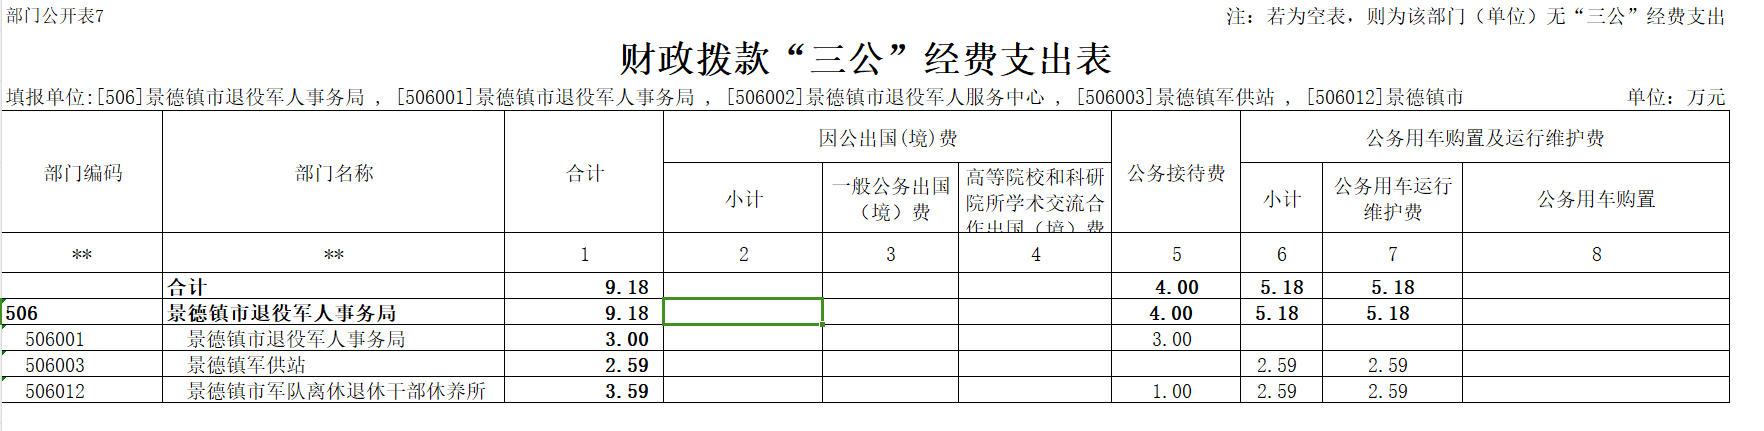 部门公开表7
注：若为空表，则为该部门（单位）无“三公”经费支出
财政拨款“三公”经费支出表
填报单位:[506]景德镇市退役军人事务局 , [506001]景德镇市退役军人事务局 , [506002]景德镇市退役军人服务中心 , [506003]景德镇军供站 , [506012]景德镇市
单位：万元
部门编码 部门名称 合计 因公出国(境)费 公务接待费 公务用车购置及运行维护费
小计 一般公务出国（境）费 高等院校和科研院所学术交流合作出国（境）费 小计 公务用车运行维护费 公务用车购置
** ** 1 2 3 4 5 6 7 8
合计 9.18 4.00 5.18 5.18
506 景德镇市退役军人事务局 9.18 4.00 5.18 5.18
506001 景德镇市退役军人事务局 3.00 3.00
506003 景德镇军供站 2.59 2.59 2.59
506012 景德镇市军队离休退休干部休养所 3.59 1.00 2.59 2.59